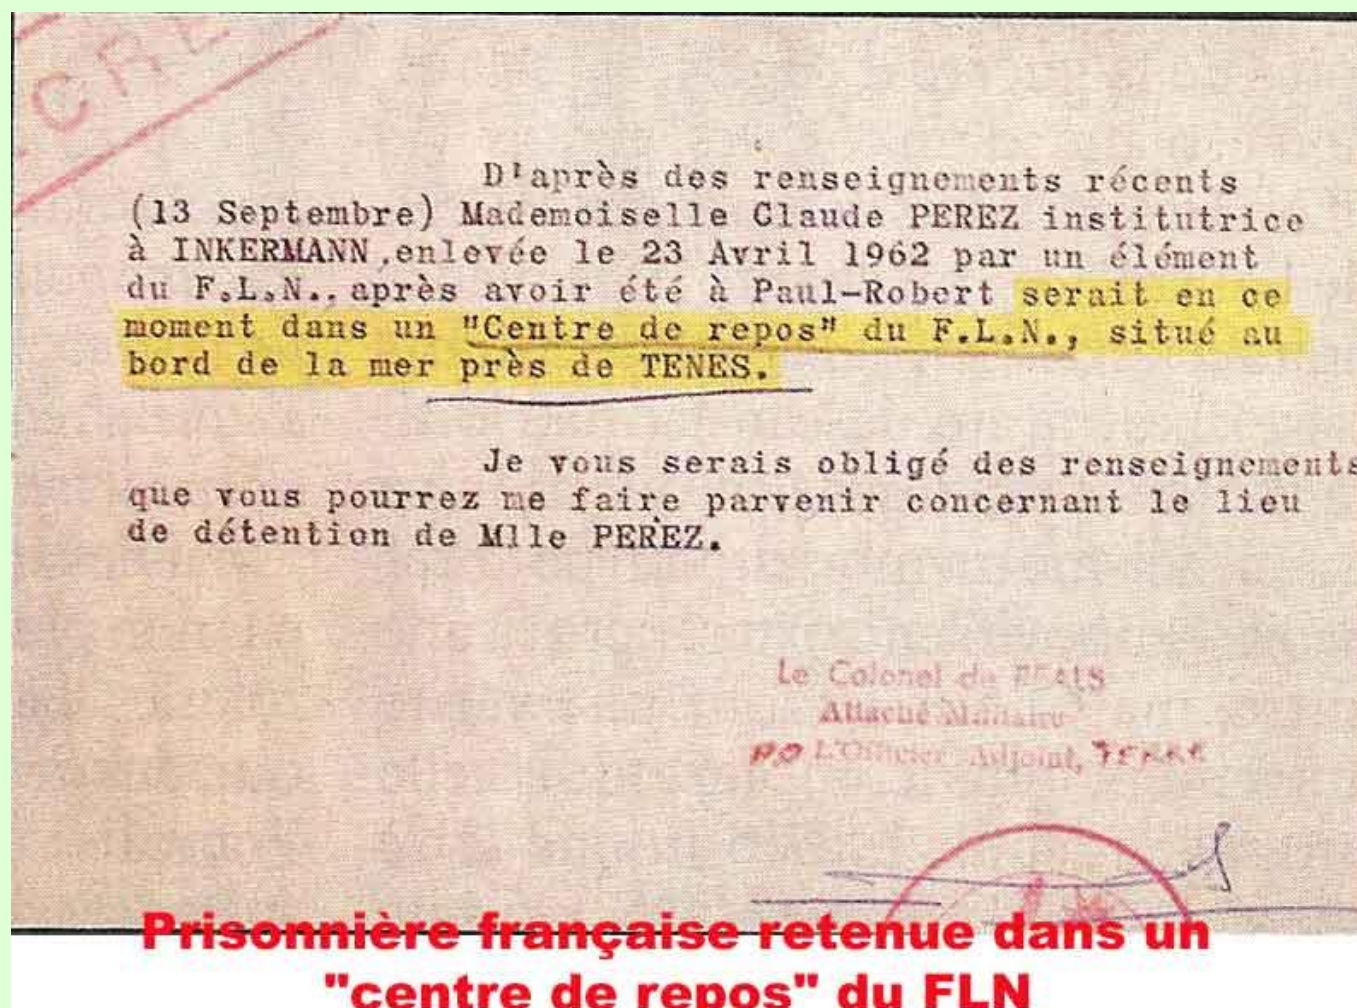 CRE
D'après des renseignements récents
(13 Septembre) Mademoiselle Claude PEREZ institutrice
à INKERMANN, enlevée le 23 Avril 1962 par un élément
du F.L.N., après avoir été à Paul-Robert serait en ce
moment dans un "Centre de repos" du F.L.N., situé au
bord de la mer près de TENES.
Je vous serais obligé des renseignements
que vous pourrez me faire parvenir concernant le lieu
de détention de Mlle PEREZ.
Le Colonel de
Attaché Militaire
PO L'Officier Adjoint, TERRE
Prisonnière française retenue dans un
"centre de repos" du FLN